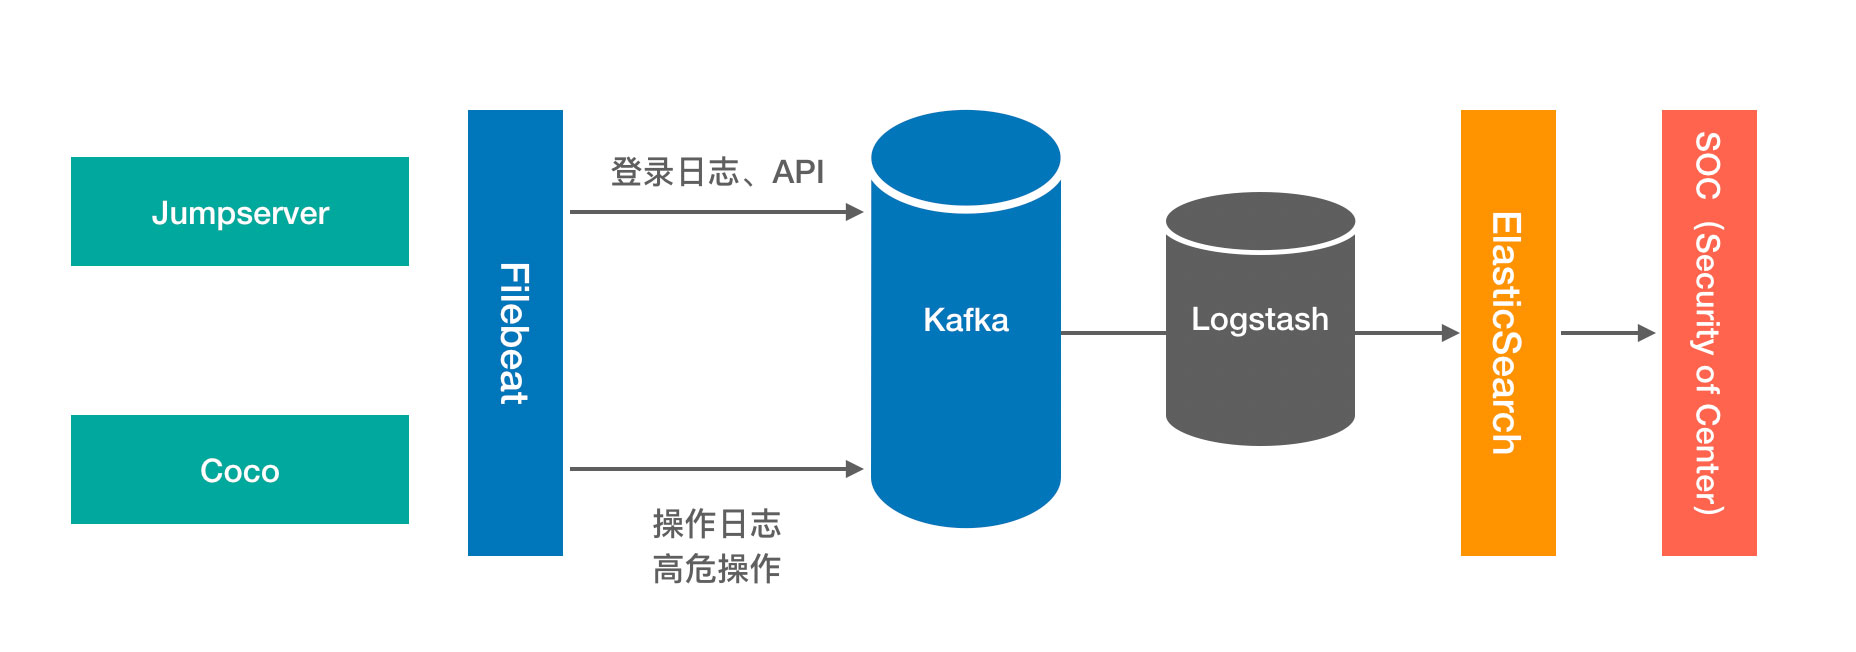 Jumpserver
Coco
Filebeat
登录日志、API
操作日志
高危操作
Kafka
Logstash
ElasticSearch
SOC（Security of Center）